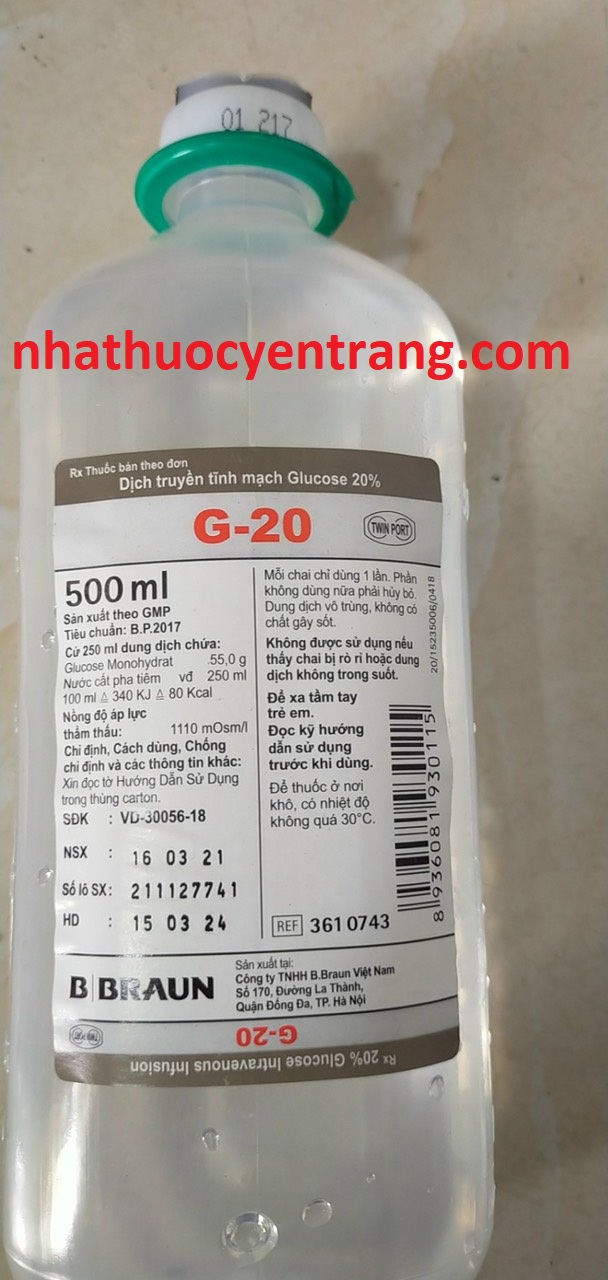 01 217
nhathuocyentrang.com
Rx Thuốc bán theo đơn
Dịch truyền tĩnh mạch Glucose 20%
G-20
TWIN PORT
500 ml
Sản xuất theo GMP
Tiêu chuẩn: B.P.2017
Cứ 250 ml dung dịch chứa:
Glucose Monohydrat 55,0 g
Nước cất pha tiêm vđ 250 ml
100 ml ≙ 340 KJ ≙ 80 Kcal
Nồng độ áp lực
thẩm thấu: 1110 mOsm/l
Chỉ định, Cách dùng, Chống
chỉ định và các thông tin khác:
Xin đọc tờ Hướng Dẫn Sử Dụng
trong thùng carton.
SĐK : VD-30056-18
NSX : 16 03 21
Số lô SX: 211127741
HD : 15 03 24
Mỗi chai chỉ dùng 1 lần. Phần
không dùng nữa phải hủy bỏ.
Dung dịch vô trùng, không có
chất gây sốt.
Không được sử dụng nếu
thấy chai bị rò rỉ hoặc dung
dịch không trong suốt.
Để xa tầm tay
trẻ em.
Đọc kỹ hướng
dẫn sử dụng
trước khi dùng.
Để thuốc ở nơi
khô, có nhiệt độ
không quá 30°C.
REF 361 0743
20/15235006/0418
8 936081 930115
B BRAUN
Sản xuất tại:
Công ty TNHH B.Braun Việt Nam
Số 170, Đường La Thành,
Quận Đống Đa, TP. Hà Nội
G-20
TWIN PORT
Rx 20% Glucose Intravenous Infusion